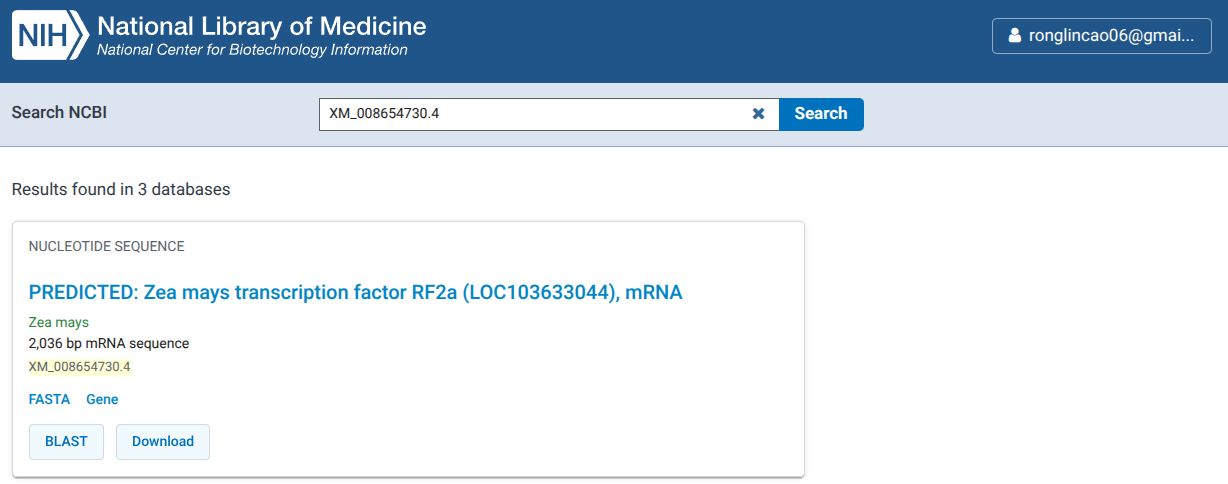 NIH National Library of Medicine
National Center for Biotechnology Information
ronglincao06@gmai...
Search NCBI
XM_008654730.4
Search
Results found in 3 databases
NUCLEOTIDE SEQUENCE
PREDICTED: Zea mays transcription factor RF2a (LOC103633044), mRNA
Zea mays
2,036 bp mRNA sequence
XM_008654730.4
FASTA Gene
BLAST Download